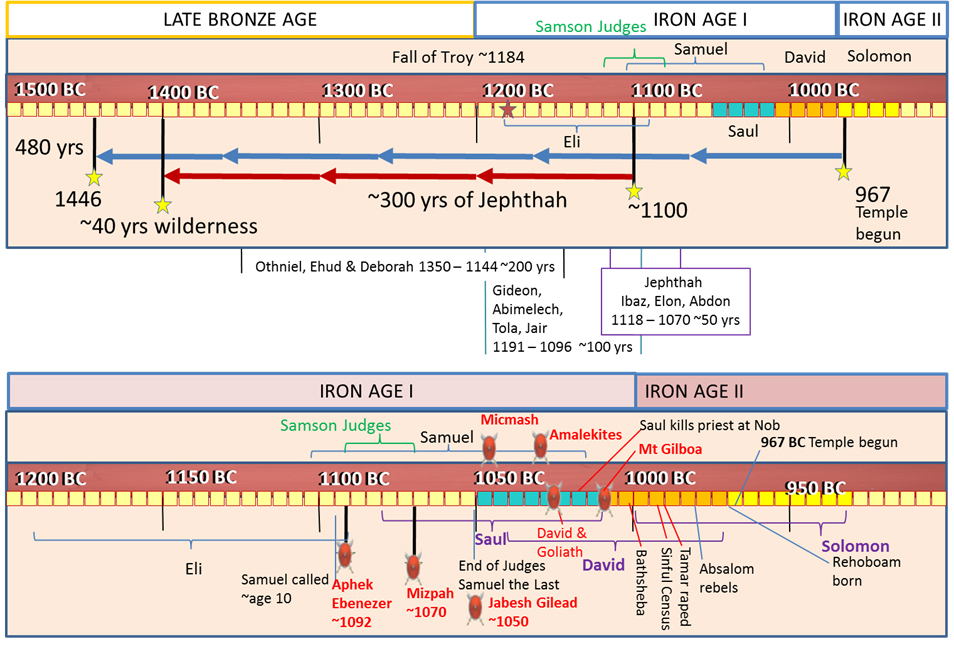 LATE BRONZE AGE
IRON AGE I
IRON AGE II
Samson Judges
Fall of Troy ~1184
Samuel
David
Solomon
1500 BC
1400 BC
1300 BC
1200 BC
1100 BC
1000 BC
Eli
Saul
480 yrs
1446
~40 yrs wilderness
~300 yrs of Jephthah
~1100
967
Temple
begun
Othniel, Ehud & Deborah 1350 – 1144 ~200 yrs
Gideon,
Abimelech,
Tola, Jair
1191 – 1096 ~100 yrs
Jephthah
Ibaz, Elon, Abdon
1118 – 1070 ~50 yrs
IRON AGE I
IRON AGE II
Samson Judges
Samuel
Micmash
Amalekites
Saul kills priest at Nob
Mt Gilboa
967 BC Temple begun
1200 BC
1150 BC
1100 BC
1050 BC
1000 BC
950 BC
Eli
Samuel called
~age 10
Aphek
Ebenezer
~1092
Mizpah
~1070
Saul
End of Judges
Samuel the Last
Jabesh Gilead
~1050
David &
Goliath
David
Bathsheba
Sinful Census
Tamar raped
Absalom
rebels
Solomon
Rehoboam
born